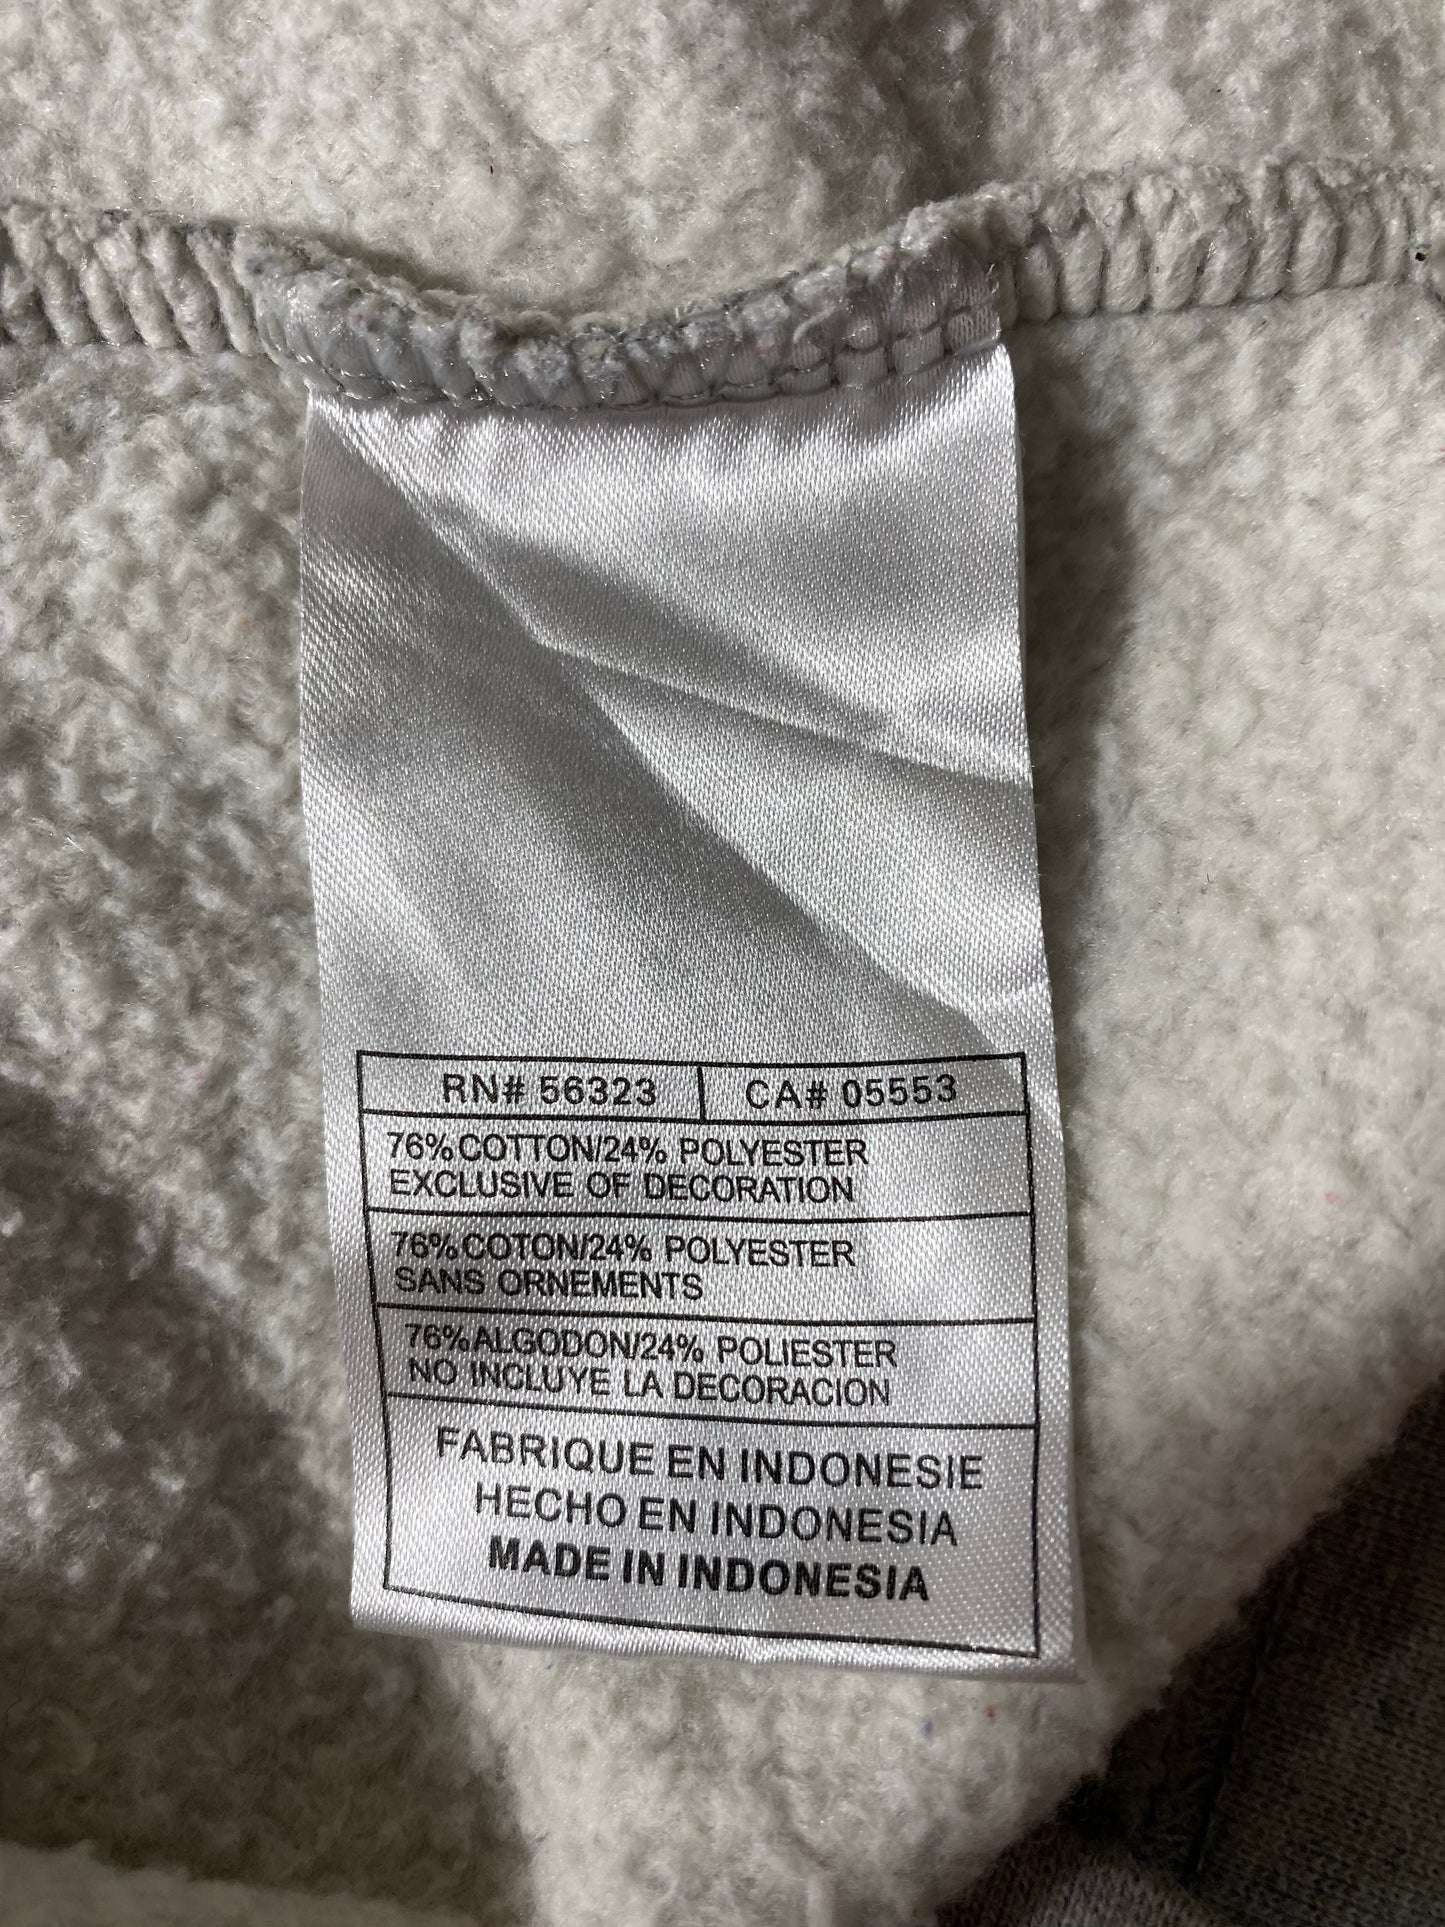 RN# 56323 CA# 05553
76% COTTON/24% POLYESTER
EXCLUSIVE OF DECORATION
76% COTON/24% POLYESTER
SANS ORNEMENTS
76% ALGODON/24% POLIESTER
NO INCLUYE LA DECORACION
FABRIQUE EN INDONESIE
HECHO EN INDONESIA
MADE IN INDONESIA